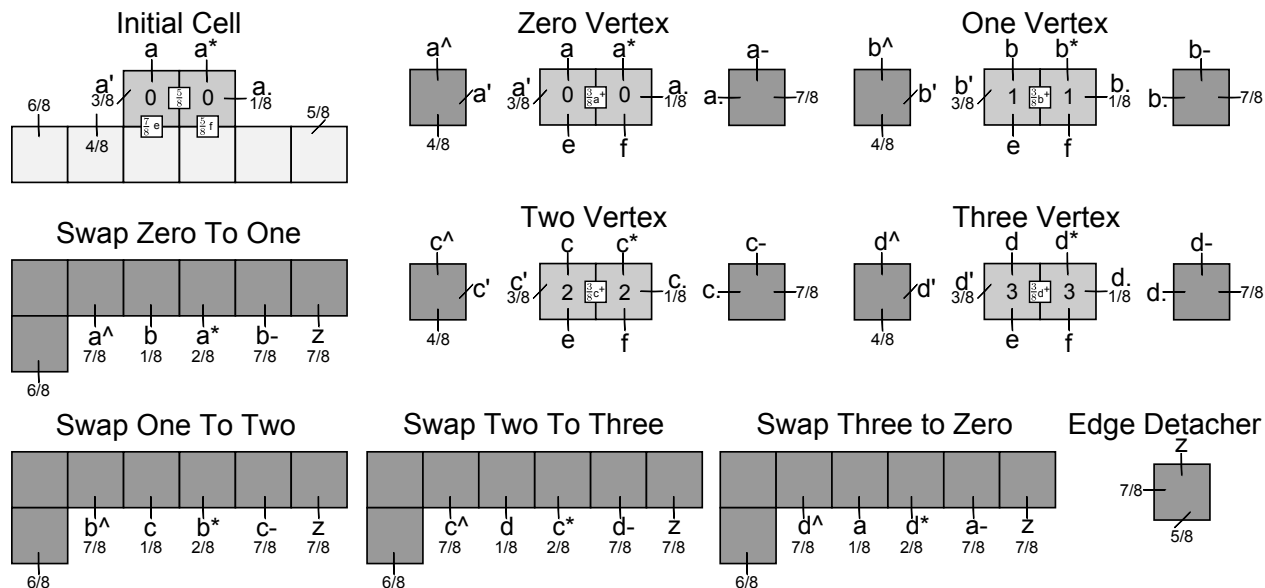 Initial Cell
a a*
a' 3/8 0 5/8 0 a. 1/8
6/8 4/8 7/8 e 5/8 f 5/8
Zero Vertex
a^ a' 4/8
a a*
a' 3/8 0 3/8 a+ 0 a. 1/8
e f
a- a. 7/8
One Vertex
b^ b' 4/8
b b*
b' 3/8 1 3/8 b+ 1 b. 1/8
e f
b- b. 7/8
Swap Zero To One
a^ b a* b- z
7/8 1/8 2/8 7/8 7/8
6/8
Two Vertex
c^ c' 4/8
c c*
c' 3/8 2 3/8 c+ 2 c. 1/8
e f
c- c. 7/8
Three Vertex
d^ d' 4/8
d d*
d' 3/8 3 3/8 d+ 3 d. 1/8
e f
d- d. 7/8
Swap One To Two
b^ c b* c- z
7/8 1/8 2/8 7/8 7/8
6/8
Swap Two To Three
c^ d c* d- z
7/8 1/8 2/8 7/8 7/8
6/8
Swap Three to Zero
d^ a d* a- z
7/8 1/8 2/8 7/8 7/8
6/8
Edge Detacher
z
7/8
5/8